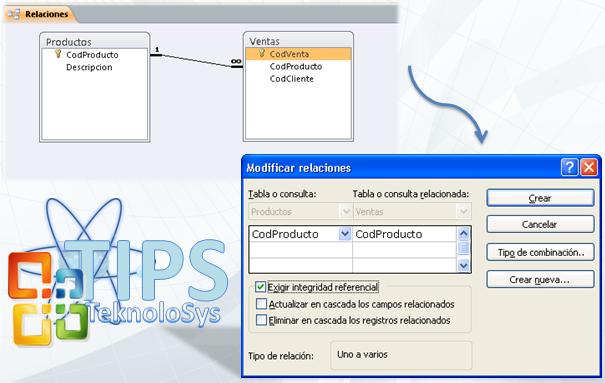 Relaciones
Productos
CodProducto
Descripcion
1
∞
Ventas
CodVenta
CodProducto
CodCliente
Modificar relaciones
Tabla o consulta:
Tabla o consulta relacionada:
Productos
Ventas
CodProducto
CodProducto
Exigir integridad referencial
Actualizar en cascada los campos relacionados
Eliminar en cascada los registros relacionados
Tipo de relación:
Uno a varios
Crear
Cancelar
Tipo de combinación..
Crear nueva...
TIPS
TeknoloSys